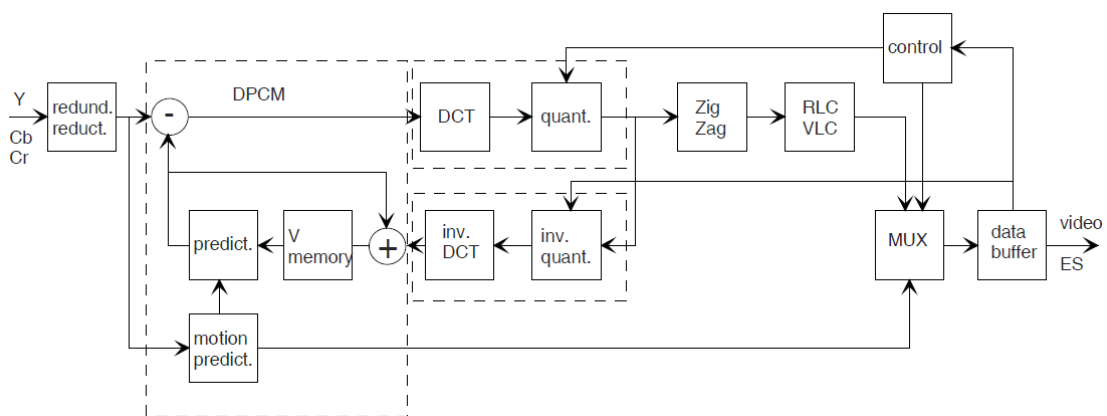 control
Y
redund.
reduct.
-
DPCM
DCT
quant.
Zig
Zag
RLC
VLC
Cb
Cr
predict.
V
memory
+
inv.
DCT
inv.
quant.
MUX
data
buffer
video
ES
motion
predict.